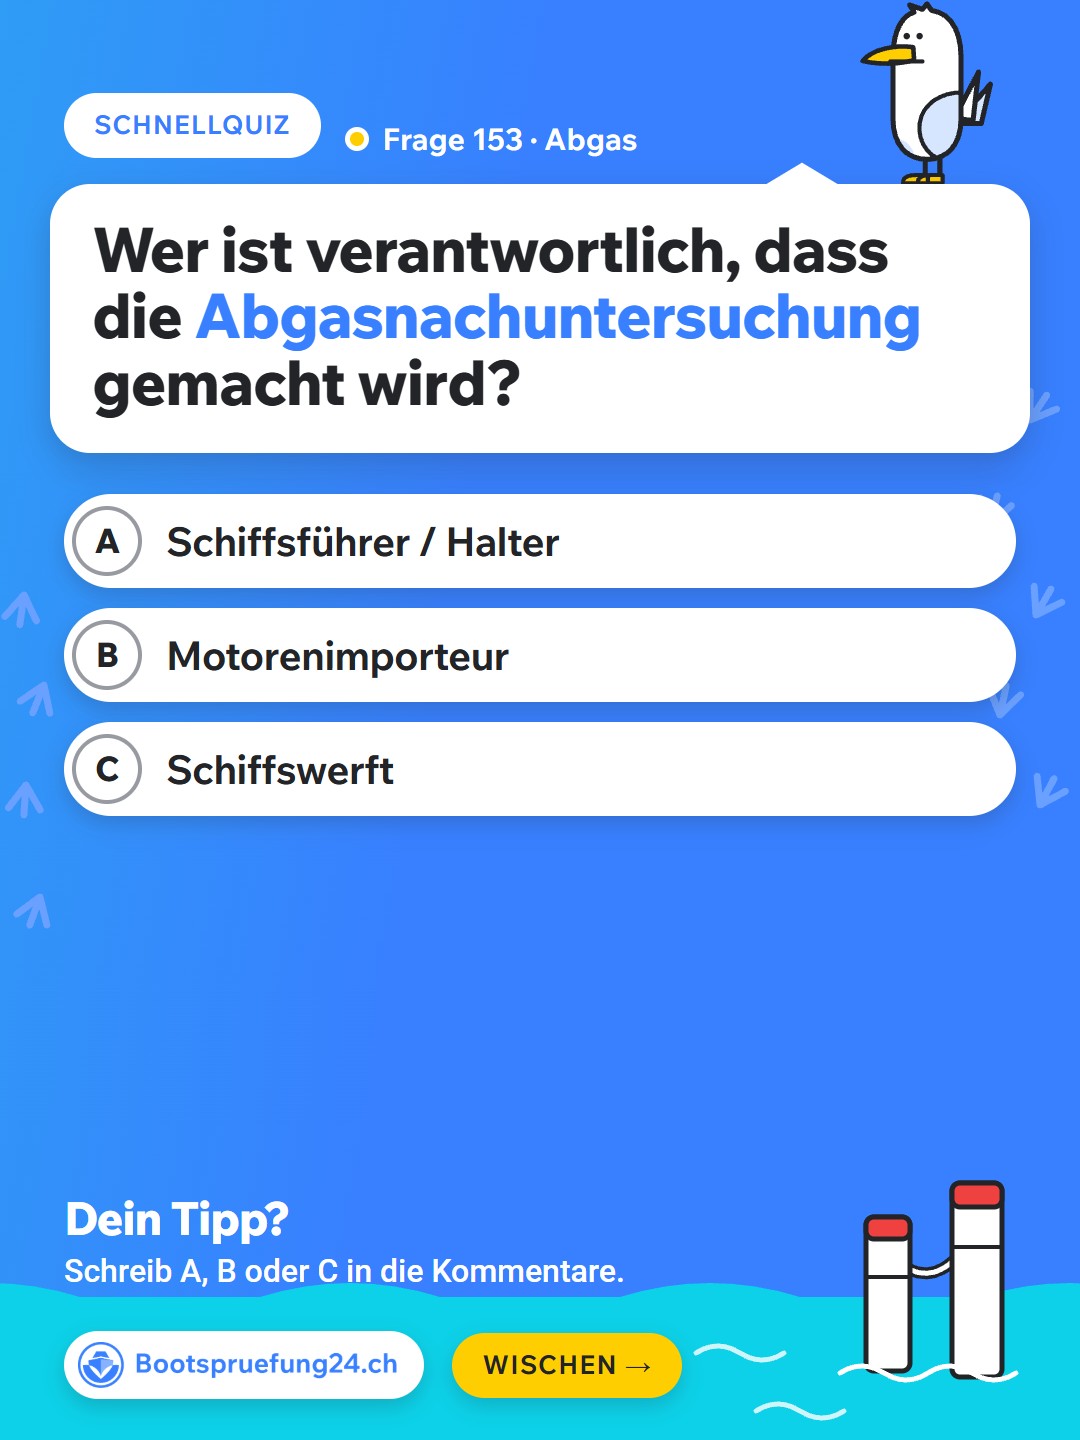 SCHNELLQUIZ
Frage 153 · Abgas
Wer ist verantwortlich, dass
die Abgasnachuntersuchung
gemacht wird?
A Schiffsführer / Halter
B Motorenimporteur
C Schiffswerft
Dein Tipp?
Schreib A, B oder C in die Kommentare.
Bootspruefung24.ch
WISCHEN →